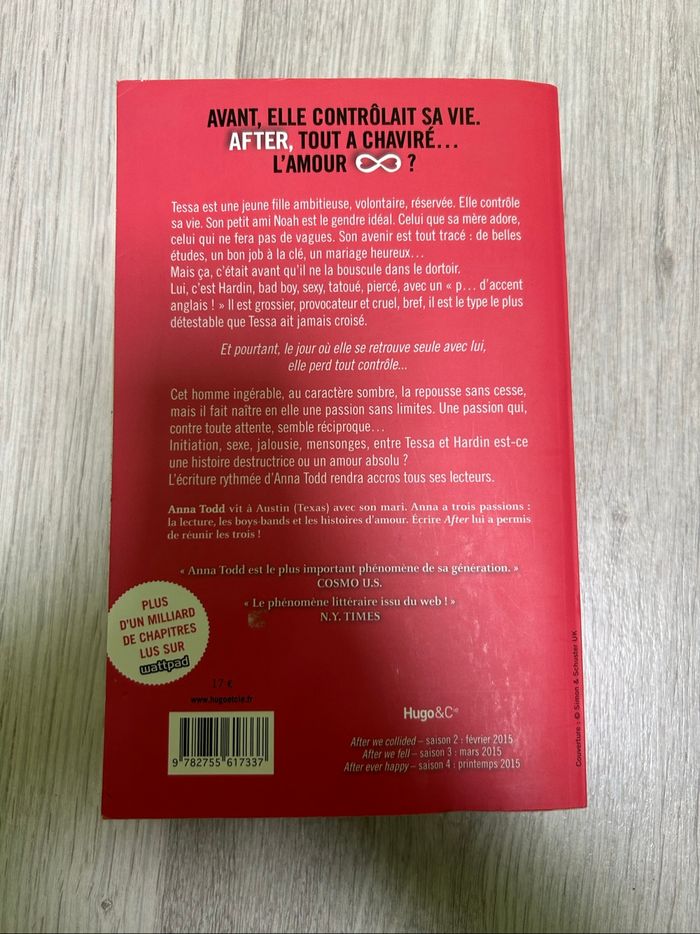 AVANT, ELLE CONTRÔLAIT SA VIE.
AFTER, TOUT A CHAVIRÉ...
L'AMOUR ?
Tessa est une jeune fille ambitieuse, volontaire, réservée. Elle contrôle
sa vie. Son petit ami Noah est le gendre idéal. Celui que sa mère adore,
celui qui ne fera pas de vagues. Son avenir est tout tracé : de belles
études, un bon job à la clé, un mariage heureux...
Mais ça, c'était avant qu'il ne la bouscule dans le dortoir.
Lui, c'est Hardin, bad boy, sexy, tatoué, piercé, avec un « p... d'accent
anglais ! » Il est grossier, provocateur et cruel, bref, il est le type le plus
détestable que Tessa ait jamais croisé.
Et pourtant, le jour où elle se retrouve seule avec lui,
elle perd tout contrôle...
Cet homme ingérable, au caractère sombre, la repousse sans cesse,
mais il fait naître en elle une passion sans limites. Une passion qui,
contre toute attente, semble réciproque...
Initiation, sexe, jalousie, mensonges, entre Tessa et Hardin est-ce
une histoire destructrice ou un amour absolu ?
L'écriture rythmée d'Anna Todd rendra accros tous ses lecteurs.
Anna Todd vit à Austin (Texas) avec son mari. Anna a trois passions :
la lecture, les boys-bands et les histoires d'amour. Écrire After lui a permis
de réunir les trois !
« Anna Todd est le plus important phénomène de sa génération. »
COSMO U.S.
« Le phénomène littéraire issu du web ! »
N.Y. TIMES
PLUS
D'UN MILLIARD
DE CHAPITRES
LUS SUR
wattpad
17 €
www.hugoetcie.fr
9 782755 617337
Hugo&Cie
After we collided – saison 2 : février 2015
After we fell – saison 3 : mars 2015
After ever happy – saison 4 : printemps 2015
Couverture : © Simon & Schuster UK